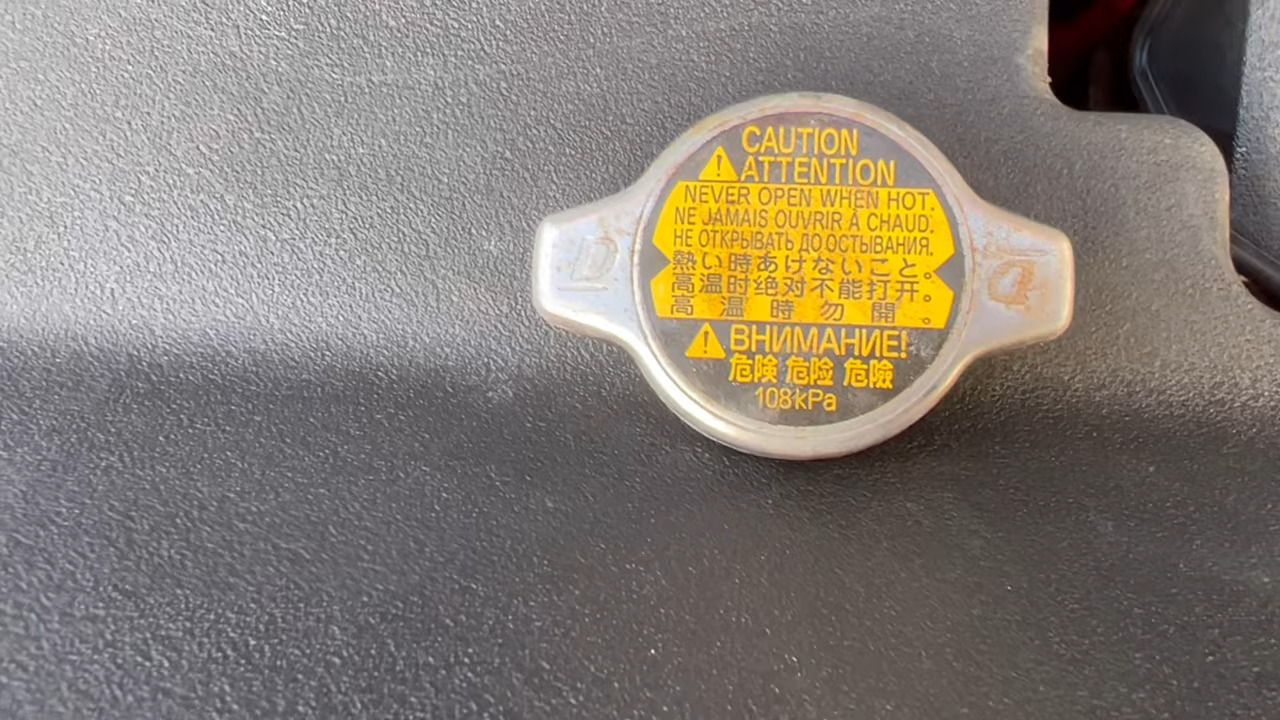 CAUTION
ATTENTION
NEVER OPEN WHEN HOT.
NE JAMAIS OUVRIR À CHAUD.
НЕ ОТКРЫВАТЬ ДО ОСТЫВАНИЯ.
熱い時あけないこと。
高温时绝对不能打开。
高温時勿開。
ВНИМАНИЕ!
危険 危险 危險
108kPa